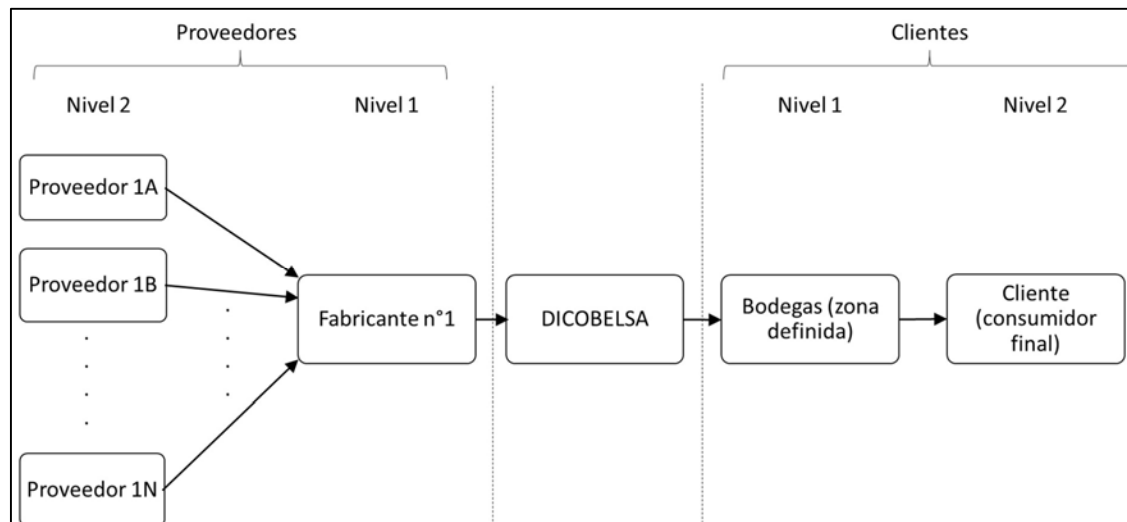 Proveedores
Clientes
Nivel 2
Nivel 1
Nivel 1
Nivel 2
Proveedor 1A
Proveedor 1B
Fabricante n°1
DICOBELSA
Bodegas (zona
definida)
Cliente
(consumidor
final)
Proveedor 1N